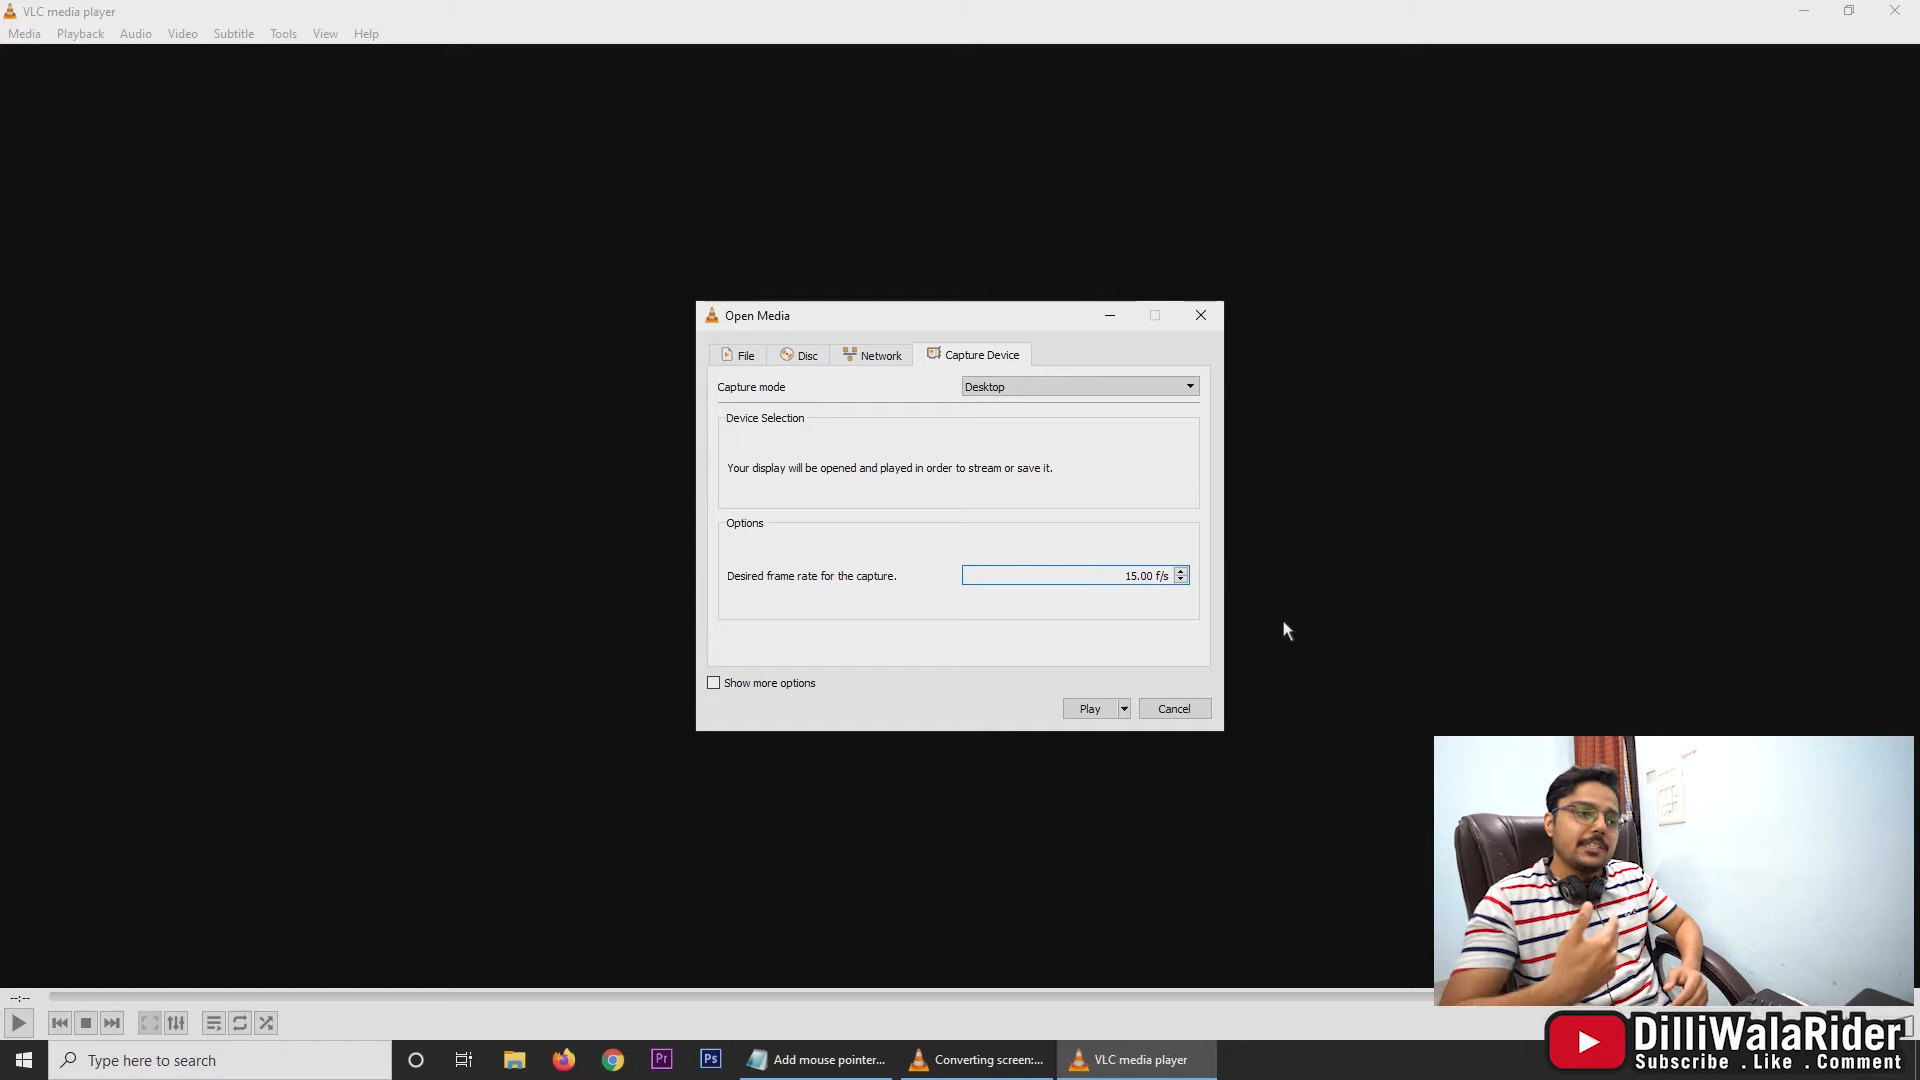 VLC media player
Media Playback Audio Video Subtitle Tools View Help
Open Media
File Disc Network Capture Device
Capture mode Desktop
Device Selection
Your display will be opened and played in order to stream or save it.
Options
Desired frame rate for the capture. 15.00 f/s
Show more options
Play Cancel
--:--
DilliWalaRider
Subscribe . Like . Comment
Type here to search Pr Ps Add mouse pointer... Converting screen:... VLC media player